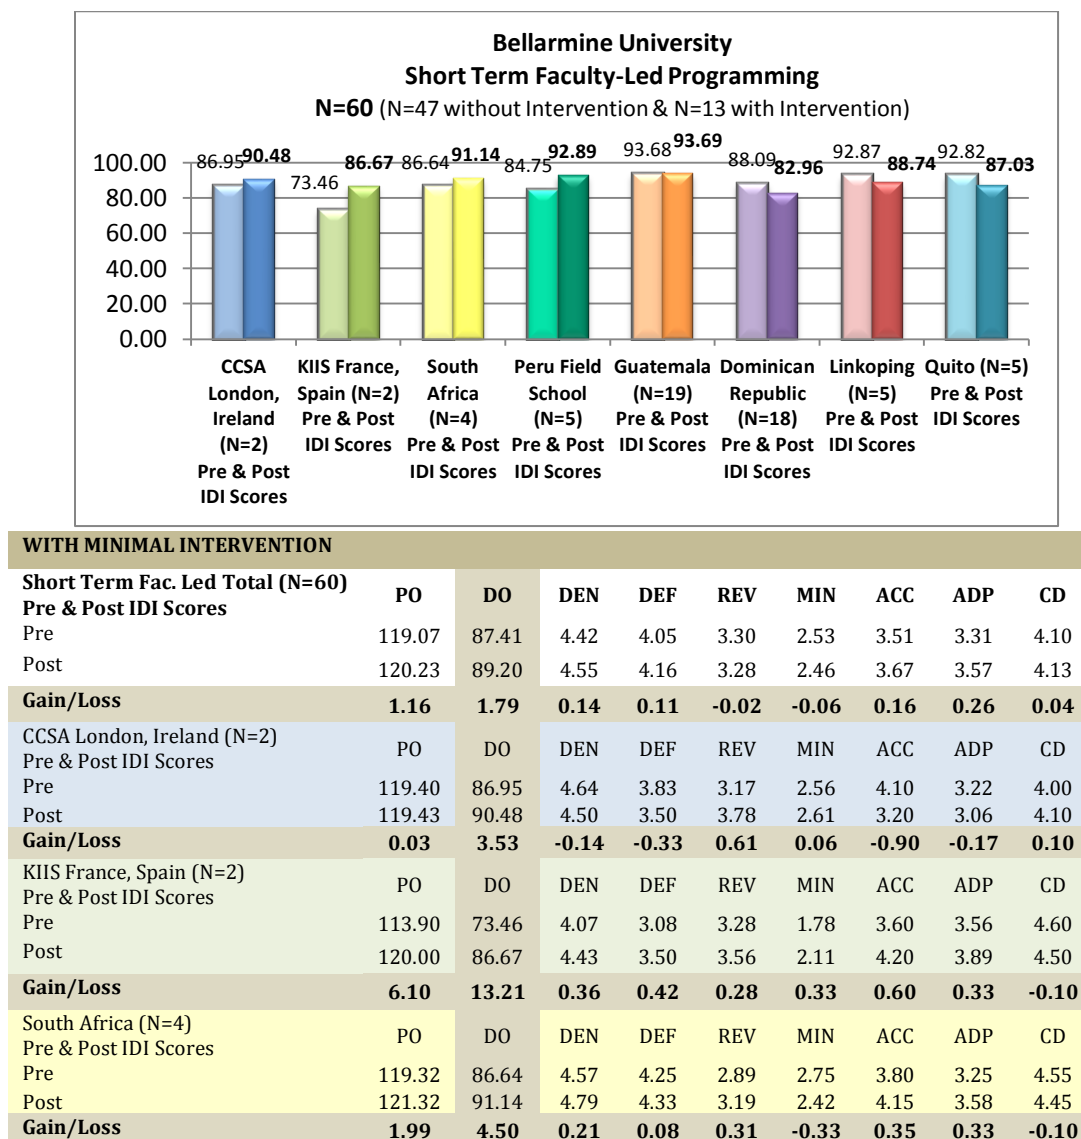 Bellarmine University
Short Term Faculty-Led Programming
N=60 (N=47 without Intervention & N=13 with Intervention)
86.95 90.48 73.46 86.67 86.64 91.14 84.75 92.89 93.68 93.69 88.09 82.96 92.87 88.74 92.82 87.03
100.00
80.00
60.00
40.00
20.00
0.00
CCSA London, Ireland (N=2) Pre & Post IDI Scores
KIIS France, Spain (N=2) Pre & Post IDI Scores
South Africa (N=4) Pre & Post IDI Scores
Peru Field School (N=5) Pre & Post IDI Scores
Guatemala (N=19) Pre & Post IDI Scores
Dominican Republic (N=18) Pre & Post IDI Scores
Linkoping (N=5) Pre & Post IDI Scores
Quito (N=5) Pre & Post IDI Scores
WITH MINIMAL INTERVENTION
Short Term Fac. Led Total (N=60)
Pre & Post IDI Scores PO DO DEN DEF REV MIN ACC ADP CD
Pre 119.07 87.41 4.42 4.05 3.30 2.53 3.51 3.31 4.10
Post 120.23 89.20 4.55 4.16 3.28 2.46 3.67 3.57 4.13
Gain/Loss 1.16 1.79 0.14 0.11 -0.02 -0.06 0.16 0.26 0.04
CCSA London, Ireland (N=2)
Pre & Post IDI Scores PO DO DEN DEF REV MIN ACC ADP CD
Pre 119.40 86.95 4.64 3.83 3.17 2.56 4.10 3.22 4.00
Post 119.43 90.48 4.50 3.50 3.78 2.61 3.20 3.06 4.10
Gain/Loss 0.03 3.53 -0.14 -0.33 0.61 0.06 -0.90 -0.17 0.10
KIIS France, Spain (N=2)
Pre & Post IDI Scores PO DO DEN DEF REV MIN ACC ADP CD
Pre 113.90 73.46 4.07 3.08 3.28 1.78 3.60 3.56 4.60
Post 120.00 86.67 4.43 3.50 3.56 2.11 4.20 3.89 4.50
Gain/Loss 6.10 13.21 0.36 0.42 0.28 0.33 0.60 0.33 -0.10
South Africa (N=4)
Pre & Post IDI Scores PO DO DEN DEF REV MIN ACC ADP CD
Pre 119.32 86.64 4.57 4.25 2.89 2.75 3.80 3.25 4.55
Post 121.32 91.14 4.79 4.33 3.19 2.42 4.15 3.58 4.45
Gain/Loss 1.99 4.50 0.21 0.08 0.31 -0.33 0.35 0.33 -0.10